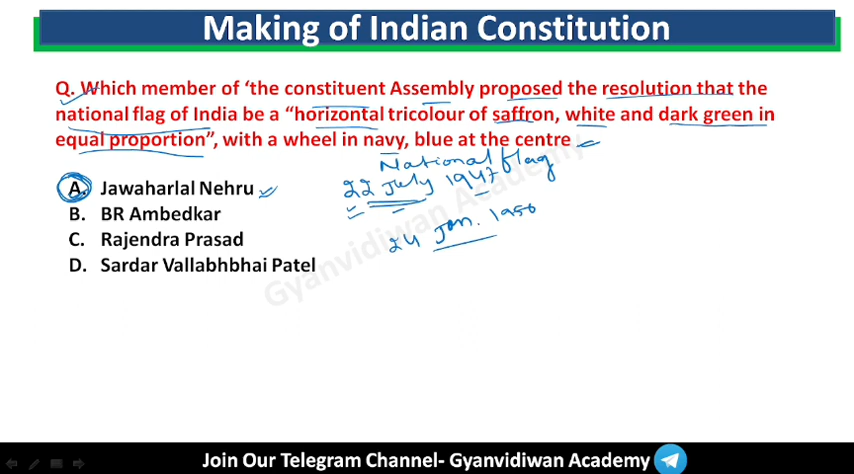 Making of Indian Constitution
Q. Which member of ‘the constituent Assembly proposed the resolution that the
national flag of India be a “horizontal tricolour of saffron, white and dark green in
equal proportion”, with a wheel in navy, blue at the centre
National flag
22 July 1947
24 Jan. 1950
A. Jawaharlal Nehru
B. BR Ambedkar
C. Rajendra Prasad
D. Sardar Vallabhbhai Patel
Gyanvidiwan Academy
Join Our Telegram Channel- Gyanvidiwan Academy